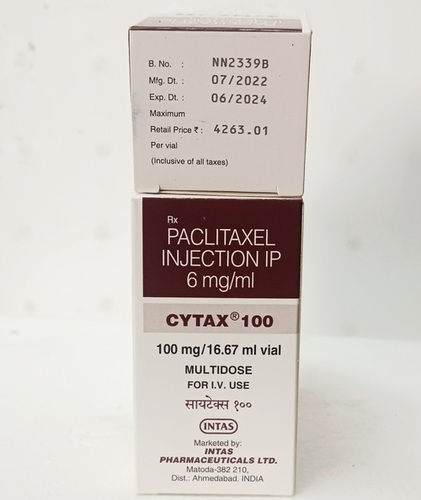 B. No. : NN2339B
Mfg. Dt. : 07/2022
Exp. Dt. : 06/2024
Maximum
Retail Price ₹ : 4263.01
Per vial
(Inclusive of all taxes)
Rx
PACLITAXEL
INJECTION IP
6 mg/ml
CYTAX® 100
100 mg/16.67 ml vial
MULTIDOSE
FOR I.V. USE
सायटेक्स १००
INTAS
Marketed by:
INTAS
PHARMACEUTICALS LTD.
Matoda-382 210,
Dist.: Ahmedabad. INDIA